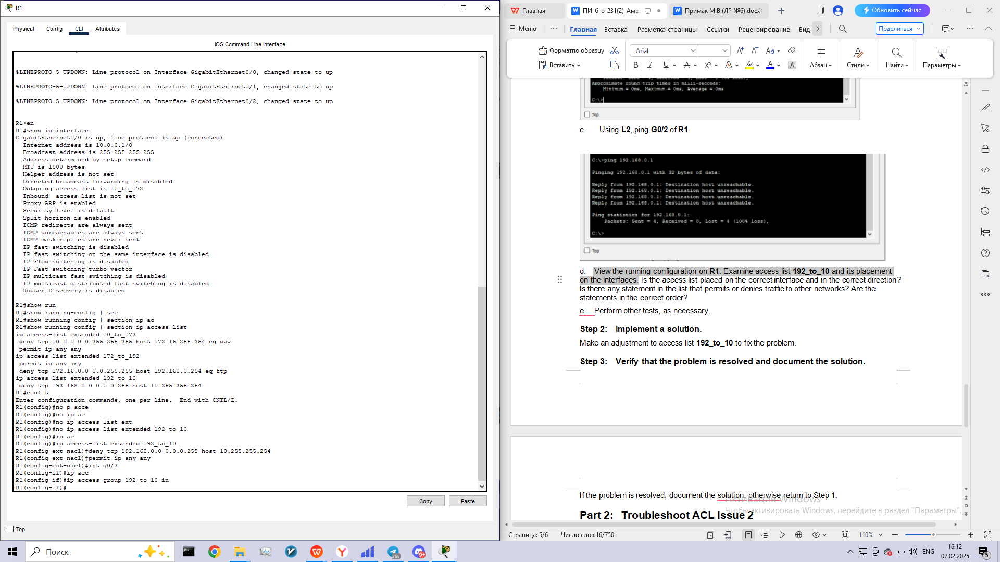 R1
Physical Config CLI Attributes
IOS Command Line Interface
%LINEPROTO-5-UPDOWN: Line protocol on Interface GigabitEthernet0/0, changed state to up
%LINEPROTO-5-UPDOWN: Line protocol on Interface GigabitEthernet0/1, changed state to up
%LINEPROTO-5-UPDOWN: Line protocol on Interface GigabitEthernet0/2, changed state to up
R1>en
R1#show ip interface
GigabitEthernet0/0 is up, line protocol is up (connected)
Internet address is 10.0.0.1/8
Broadcast address is 255.255.255.255
Address determined by setup command
MTU is 1500 bytes
Helper address is not set
Directed broadcast forwarding is disabled
Outgoing access list is 10_to_172
Inbound  access list is not set
Proxy ARP is enabled
Security level is default
Split horizon is enabled
ICMP redirects are always sent
ICMP unreachables are always sent
ICMP mask replies are never sent
IP fast switching is disabled
IP fast switching on the same interface is disabled
IP Flow switching is disabled
IP Fast switching turbo vector
IP multicast fast switching is disabled
IP multicast distributed fast switching is disabled
Router Discovery is disabled
R1#show run
R1#show running-config | sec
R1#show running-config | section ip ac
R1#show running-config | section ip access-list
ip access-list extended 10_to_172
deny tcp 10.0.0.0 0.255.255.255 host 172.16.255.254 eq www
permit ip any any
ip access-list extended 172_to_192
permit ip any any
deny tcp 172.16.0.0 0.0.255.255 host 192.168.0.254 eq ftp
ip access-list extended 192_to_10
deny tcp 192.168.0.0 0.0.0.255 host 10.255.255.254
R1#conf t
Enter configuration commands, one per line.  End with CNTL/Z.
R1(config)#no p acce
R1(config)#no ip ac
R1(config)#no ip access-list ext
R1(config)#no ip access-list extended 192_to_10
R1(config)#ip ac
R1(config)#ip access-list extended 192_to_10
R1(config-ext-nacl)#deny tcp 192.168.0.0 0.0.0.255 host 10.255.255.254
R1(config-ext-nacl)#permit ip any any
R1(config-ext-nacl)#int g0/2
R1(config-if)#ip acc
R1(config-if)#ip access-group 192_to_10 in
R1(config-if)#
Copy Paste
Top
Главная ПИ-б-о-231(2)_Амет Примак М.В.(ЛР №6).docx Обновить сейчас
Меню Главная Вставка Разметка страницы Ссылки Рецензирование Вид Поделиться
Формат по образцу Arial
Вставить Абзац Стили Найти Параметры
Approximate round trip times in milli-seconds:
Minimum = 0ms, Maximum = 0ms, Average = 0ms
C:\>
Top
c. Using L2, ping G0/2 of R1.
C:\>ping 192.168.0.1
Pinging 192.168.0.1 with 32 bytes of data:
Reply from 192.168.0.1: Destination host unreachable.
Reply from 192.168.0.1: Destination host unreachable.
Reply from 192.168.0.1: Destination host unreachable.
Reply from 192.168.0.1: Destination host unreachable.
Ping statistics for 192.168.0.1:
Packets: Sent = 4, Received = 0, Lost = 4 (100% loss),
C:\>
Top
d. View the running configuration on R1. Examine access list 192_to_10 and its placement
on the interfaces. Is the access list placed on the correct interface and in the correct direction?
Is there any statement in the list that permits or denies traffic to other networks? Are the
statements in the correct order?
e. Perform other tests, as necessary.
Step 2: Implement a solution.
Make an adjustment to access list 192_to_10 to fix the problem.
Step 3: Verify that the problem is resolved and document the solution.
If the problem is resolved, document the solution; otherwise return to Step 1.
Активация Windows
Чтобы активировать Windows, перейдите в раздел "Параметры".
Part 2: Troubleshoot ACL Issue 2
Страница: 5/6 Число слов:16/750 110%
Поиск 356 9+ ENG 16:12
07.02.2025 5